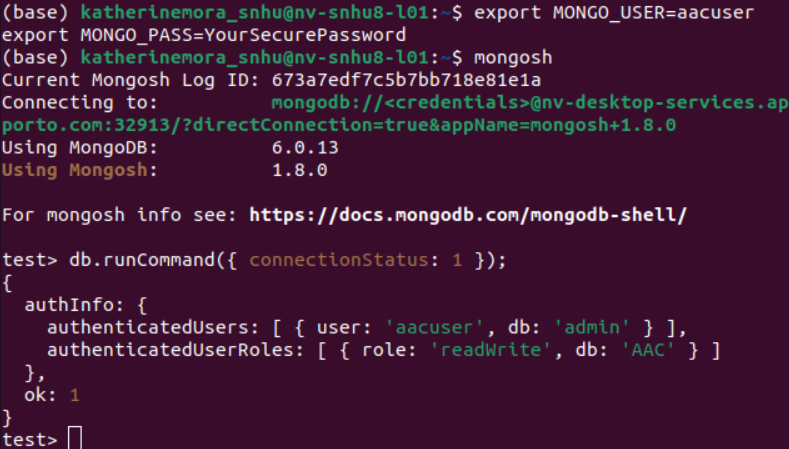 (base) katherinemora_snhu@nv-snhu8-l01:~$ export MONGO_USER=aacuser
export MONGO_PASS=YourSecurePassword
(base) katherinemora_snhu@nv-snhu8-l01:~$ mongosh
Current Mongosh Log ID: 673a7edf7c5b7bb718e81e1a
Connecting to:          mongodb://<credentials>@nv-desktop-services.ap
porto.com:32913/?directConnection=true&appName=mongosh+1.8.0
Using MongoDB:          6.0.13
Using Mongosh:          1.8.0

For mongosh info see: https://docs.mongodb.com/mongodb-shell/

test> db.runCommand({ connectionStatus: 1 });
{
  authInfo: {
    authenticatedUsers: [ { user: 'aacuser', db: 'admin' } ],
    authenticatedUserRoles: [ { role: 'readWrite', db: 'AAC' } ]
  },
  ok: 1
}
test>